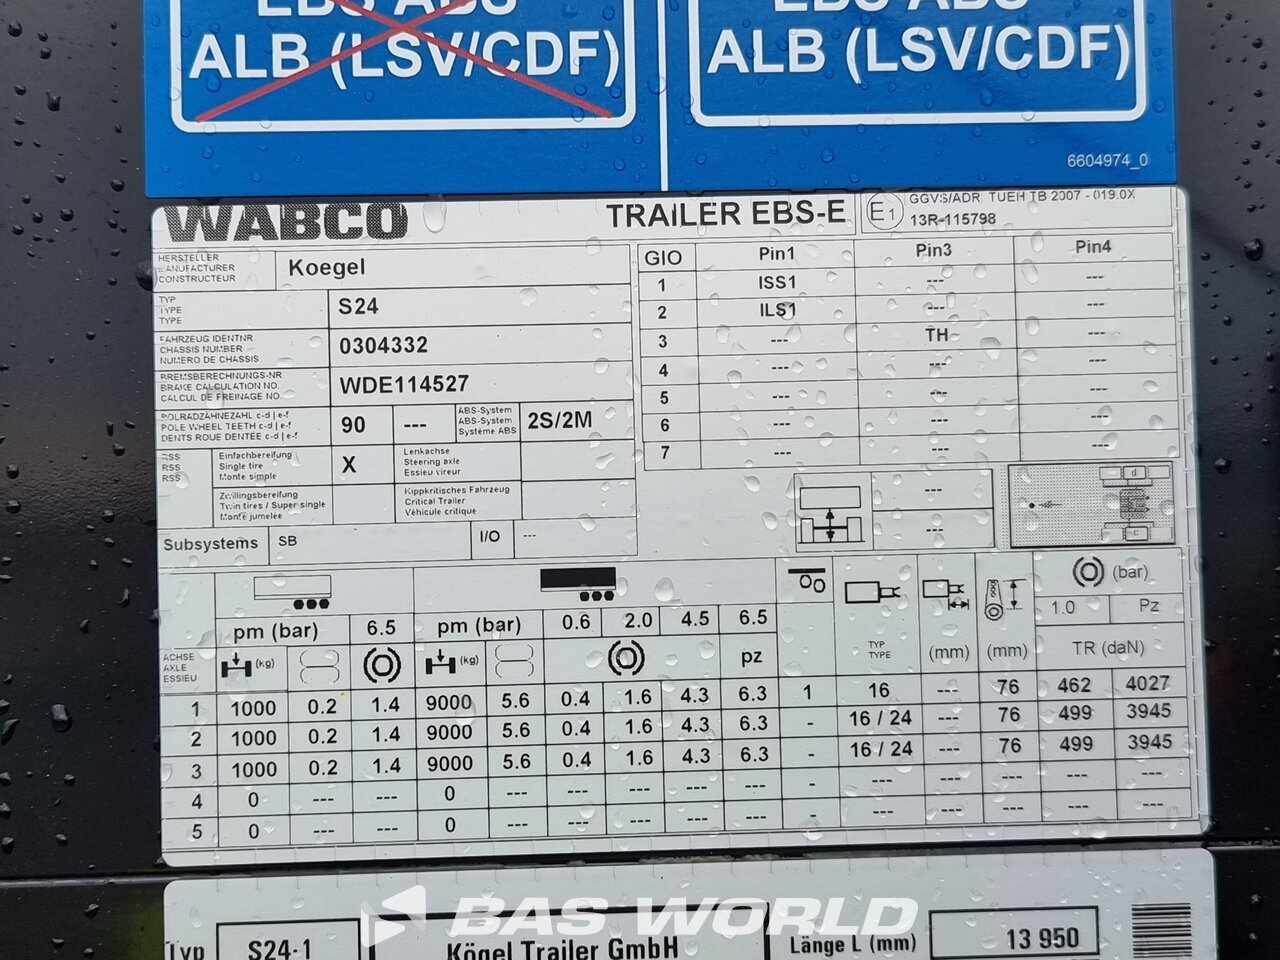 EBS ABS
ALB (LSV/CDF)
EBS ABS
ALB (LSV/CDF)
6604974_0
WABCO
TRAILER EBS-E
E1
GGVS/ADR TUEH TB 2007 - 019.0X
13R-115798
HERSTELLER
MANUFACTURER
CONSTRUCTEUR
Koegel
TYP
TYPE
TYPE
S24
FAHRZEUG IDENTNR
CHASSIS NUMBER
NUMERO DE CHASSIS
0304332
BREMSBERECHNUNGS-NR
BRAKE CALCULATION NO.
CALCUL DE FREINAGE NO.
WDE114527
POLRADZÄHNEZAHL c-d | e-f
POLE WHEEL TEETH c-d | e-f
DENTS ROUE DENTÉE c-d | e-f
90 ---
ABS-System
ABS-System
Système ABS
2S/2M
RSS
RSS
RSS
Einfachbereifung
Single tire
Monte simple
X
Lenkachse
Steering axle
Essieu vireur
Zwillingsbereifung
Twin tires / Super single
Monte jumelée
Kippkritisches Fahrzeug
Critical Trailer
Véhicule critique
Subsystems SB I/O ---
GIO Pin1 Pin3 Pin4
1 ISS1 --- ---
2 ILS1 --- ---
3 --- TH ---
4 --- --- ---
5 --- --- ---
6 --- --- ---
7 --- --- ---
---
---
d
c
(bar)
pm (bar) 6.5 pm (bar) 0.6 2.0 4.5 6.5 1.0 Pz
ACHSE
AXLE
ESSIEU
(kg) (kg) pz
TYP
TYPE
(mm) (mm) TR (daN)
1 1000 0.2 1.4 9000 5.6 0.4 1.6 4.3 6.3 1 16 --- 76 462 4027
2 1000 0.2 1.4 9000 5.6 0.4 1.6 4.3 6.3 - 16 / 24 --- 76 499 3945
3 1000 0.2 1.4 9000 5.6 0.4 1.6 4.3 6.3 - 16 / 24 --- 76 499 3945
4 0 --- --- 0 --- --- --- --- --- - --- --- --- --- ---
5 0 --- --- 0 --- --- --- --- --- - --- --- --- --- ---
BAS WORLD
Typ S24-1 Kögel Trailer GmbH Länge L (mm) 13 950